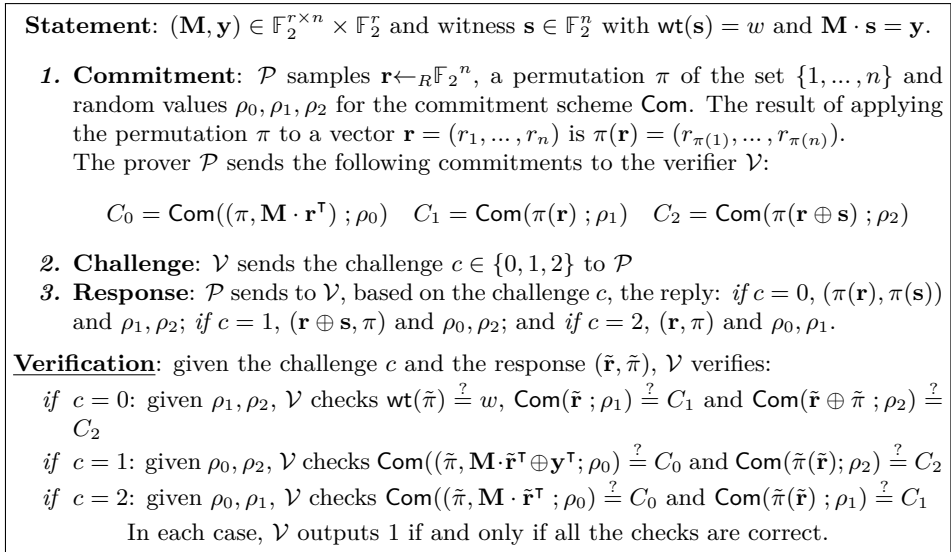 Statement: (M, y) ∈ 𝔽₂^{r×n} × 𝔽₂^r and witness s ∈ 𝔽₂^n with wt(s) = w and M · s = y.
1. Commitment: 𝒫 samples r←_R 𝔽₂^n, a permutation π of the set {1, ..., n} and
random values ρ₀, ρ₁, ρ₂ for the commitment scheme Com. The result of applying
the permutation π to a vector r = (r₁, ..., rₙ) is π(r) = (r_{π(1)}, ..., r_{π(n)}).
The prover 𝒫 sends the following commitments to the verifier 𝒱:
C₀ = Com((π, M · r^⊤) ; ρ₀) C₁ = Com(π(r) ; ρ₁) C₂ = Com(π(r ⊕ s) ; ρ₂)
2. Challenge: 𝒱 sends the challenge c ∈ {0, 1, 2} to 𝒫
3. Response: 𝒫 sends to 𝒱, based on the challenge c, the reply: if c = 0, (π(r), π(s))
and ρ₁, ρ₂; if c = 1, (r ⊕ s, π) and ρ₀, ρ₂; and if c = 2, (r, π) and ρ₀, ρ₁.
Verification: given the challenge c and the response (r̃, π̃), 𝒱 verifies:
if c = 0: given ρ₁, ρ₂, 𝒱 checks wt(π̃) ≟ w, Com(r̃ ; ρ₁) ≟ C₁ and Com(r̃ ⊕ π̃ ; ρ₂) ≟
C₂
if c = 1: given ρ₀, ρ₂, 𝒱 checks Com((π̃, M·r̃^⊤⊕y^⊤; ρ₀) ≟ C₀ and Com(π̃(r̃); ρ₂) ≟ C₂
if c = 2: given ρ₀, ρ₁, 𝒱 checks Com((π̃, M · r̃^⊤ ; ρ₀) ≟ C₀ and Com(π̃(r̃) ; ρ₁) ≟ C₁
In each case, 𝒱 outputs 1 if and only if all the checks are correct.